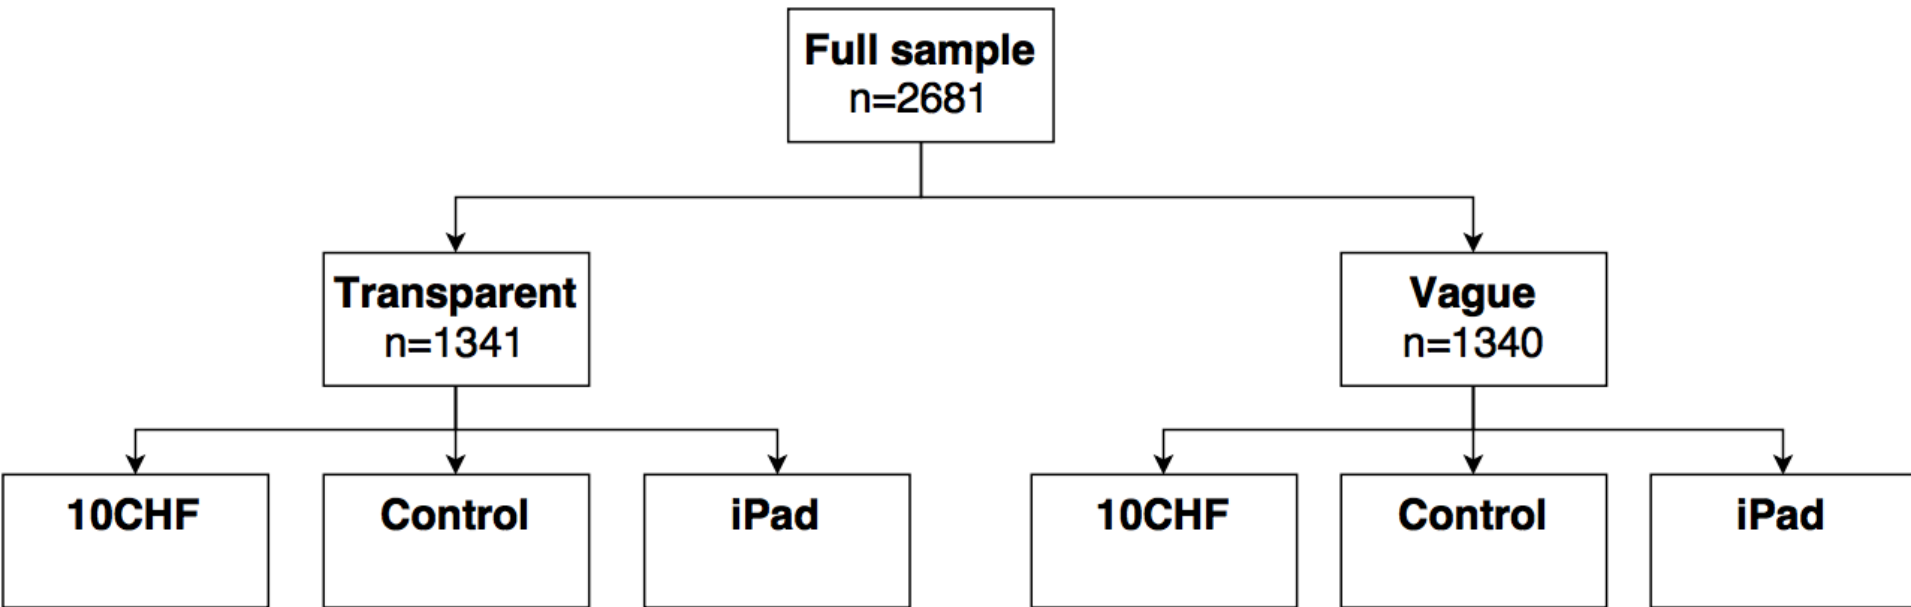 Full sample
n=2681
Transparent
n=1341
Vague
n=1340
10CHF
Control
iPad
10CHF
Control
iPad